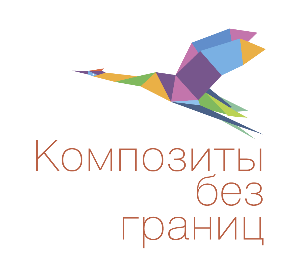 Композиты
без
границ